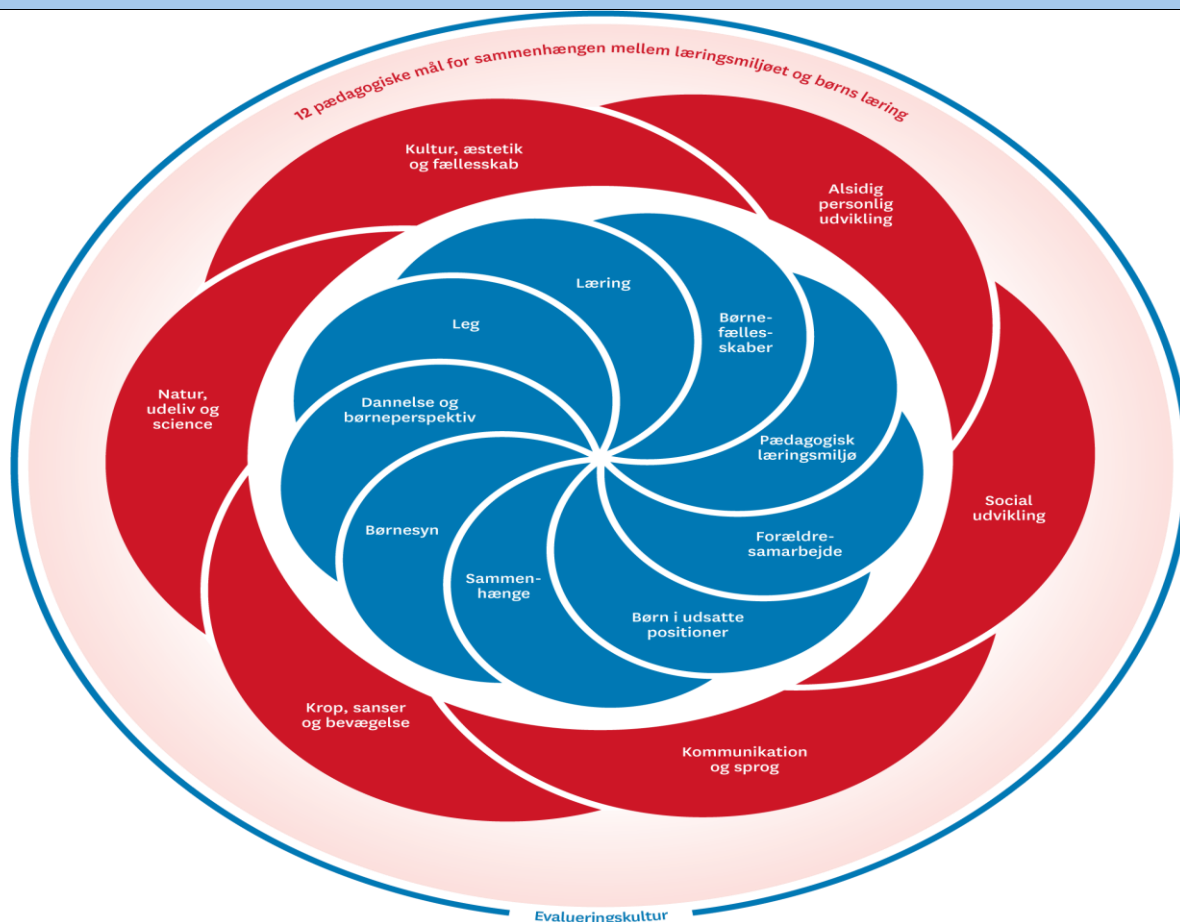 12 pædagogiske mål for sammenhængen mellem læringsmiljøet og børns læring
Kultur, æstetik
og fællesskab
Alsidig
personlig
udvikling
Social
udvikling
Kommunikation
og sprog
Krop, sanser
og bevægelse
Natur,
udeliv og
science
Læring
Børne-
fælles-
skaber
Pædagogisk
læringsmiljø
Forældre-
samarbejde
Børn i udsatte
positioner
Sammen-
hænge
Børnesyn
Dannelse og
børneperspektiv
Leg
Evalueringskultur